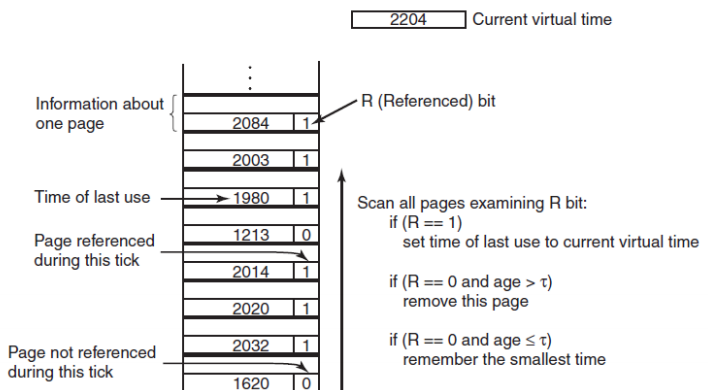 2204 Current virtual time
Information about
one page
R (Referenced) bit
2084 1
2003 1
Time of last use
1980 1
Scan all pages examining R bit:
if (R == 1)
set time of last use to current virtual time
if (R == 0 and age > τ)
remove this page
if (R == 0 and age ≤ τ)
remember the smallest time
1213 0
Page referenced
during this tick
2014 1
2020 1
2032 1
Page not referenced
during this tick
1620 0